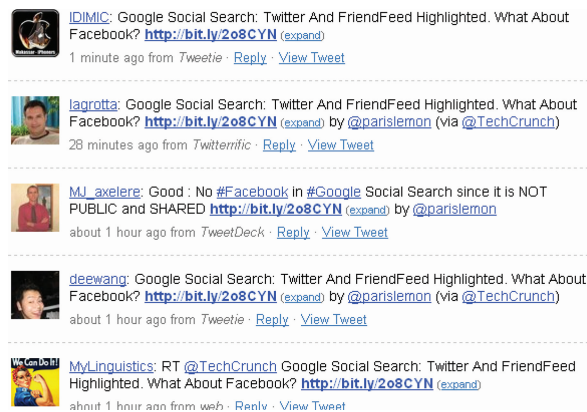 IDIMIC: Google Social Search: Twitter And FriendFeed Highlighted. What About
Facebook? http://bit.ly/2o8CYN (expand)
1 minute ago from Tweetie · Reply · View Tweet
lagrotta: Google Social Search: Twitter And FriendFeed Highlighted. What About
Facebook? http://bit.ly/2o8CYN (expand) by @parislemon (via @TechCrunch)
28 minutes ago from Twitterrific · Reply · View Tweet
MJ_axelere: Good : No #Facebook in #Google Social Search since it is NOT
PUBLIC and SHARED http://bit.ly/2o8CYN (expand) by @parislemon
about 1 hour ago from TweetDeck · Reply · View Tweet
deewang: Google Social Search: Twitter And FriendFeed Highlighted. What About
Facebook? http://bit.ly/2o8CYN (expand) by @parislemon (via @TechCrunch)
about 1 hour ago from Tweetie · Reply · View Tweet
We Can Do It!
MyLinguistics: RT @TechCrunch Google Social Search: Twitter And FriendFeed
Highlighted. What About Facebook? http://bit.ly/2o8CYN (expand)
about 1 hour ago from web · Reply · View Tweet